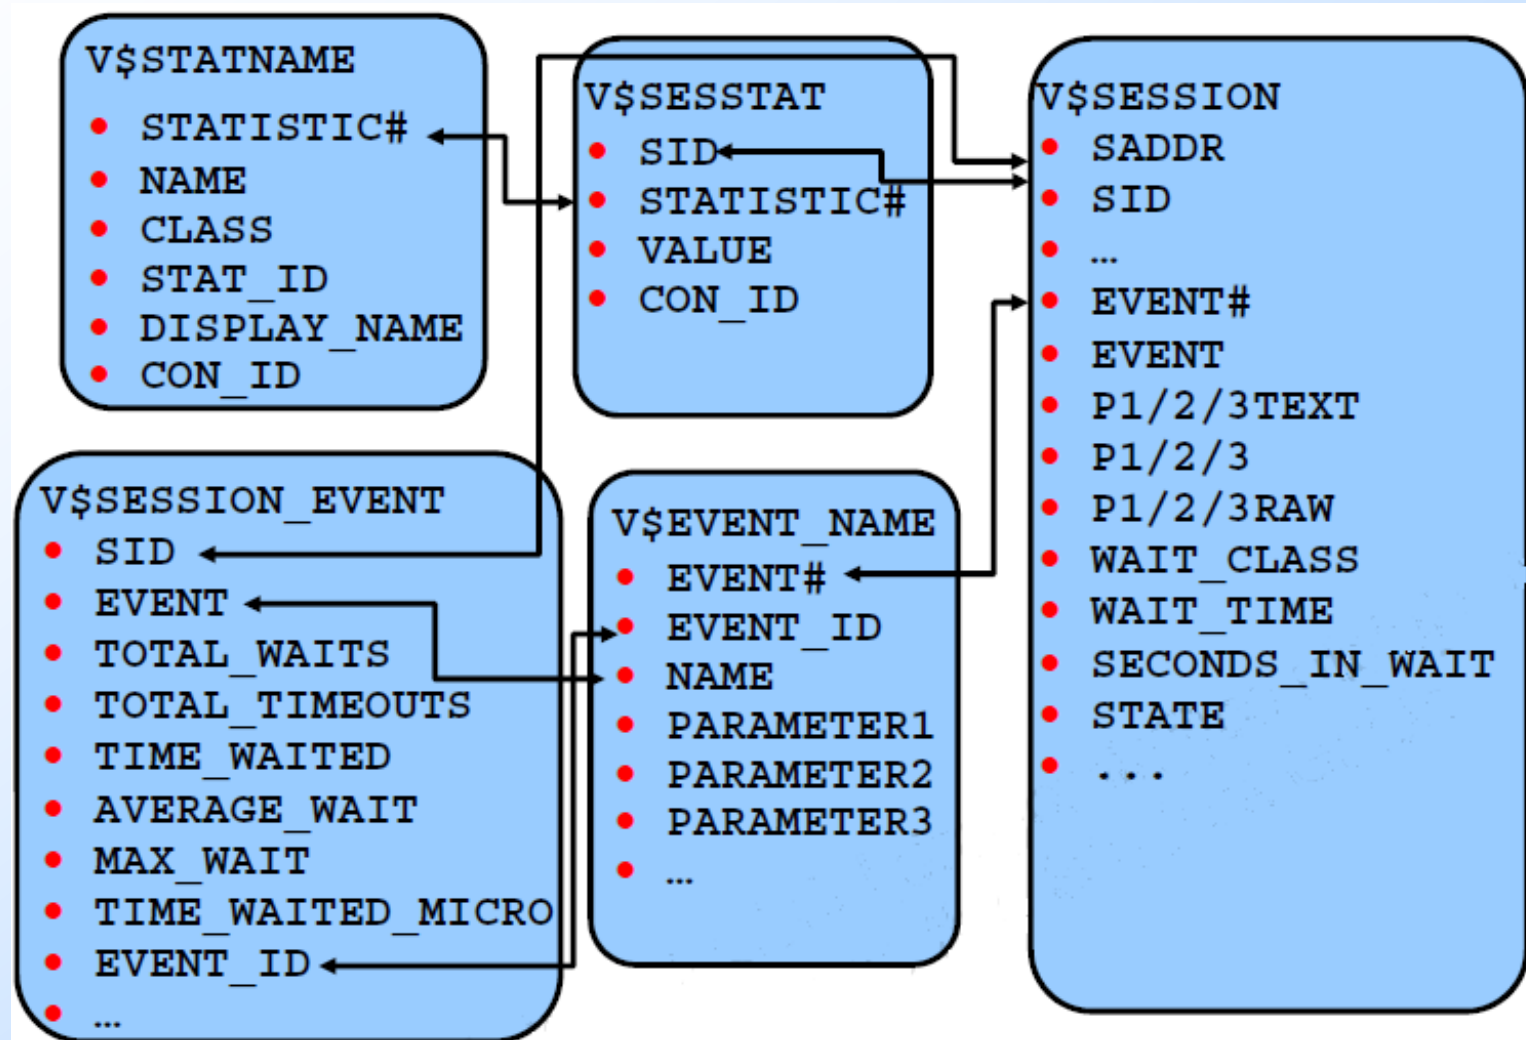 V$STATNAME
• STATISTIC#
• NAME
• CLASS
• STAT_ID
• DISPLAY_NAME
• CON_ID
V$SESSTAT
• SID
• STATISTIC#
• VALUE
• CON_ID
V$SESSION
• SADDR
• SID
• …
• EVENT#
• EVENT
• P1/2/3TEXT
• P1/2/3
• P1/2/3RAW
• WAIT_CLASS
• WAIT_TIME
• SECONDS_IN_WAIT
• STATE
• ...
V$SESSION_EVENT
• SID
• EVENT
• TOTAL_WAITS
• TOTAL_TIMEOUTS
• TIME_WAITED
• AVERAGE_WAIT
• MAX_WAIT
• TIME_WAITED_MICRO
• EVENT_ID
• …
V$EVENT_NAME
• EVENT#
• EVENT_ID
• NAME
• PARAMETER1
• PARAMETER2
• PARAMETER3
• …